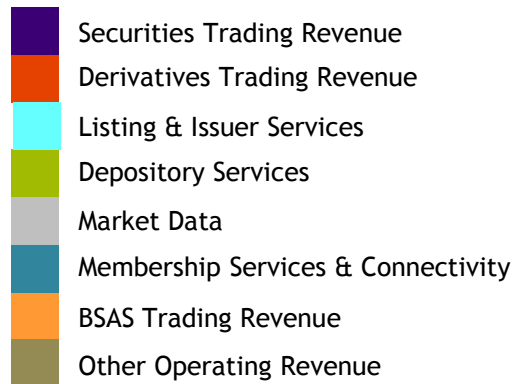 Securities Trading Revenue
Derivatives Trading Revenue
Listing & Issuer Services
Depository Services
Market Data
Membership Services & Connectivity
BSAS Trading Revenue
Other Operating Revenue